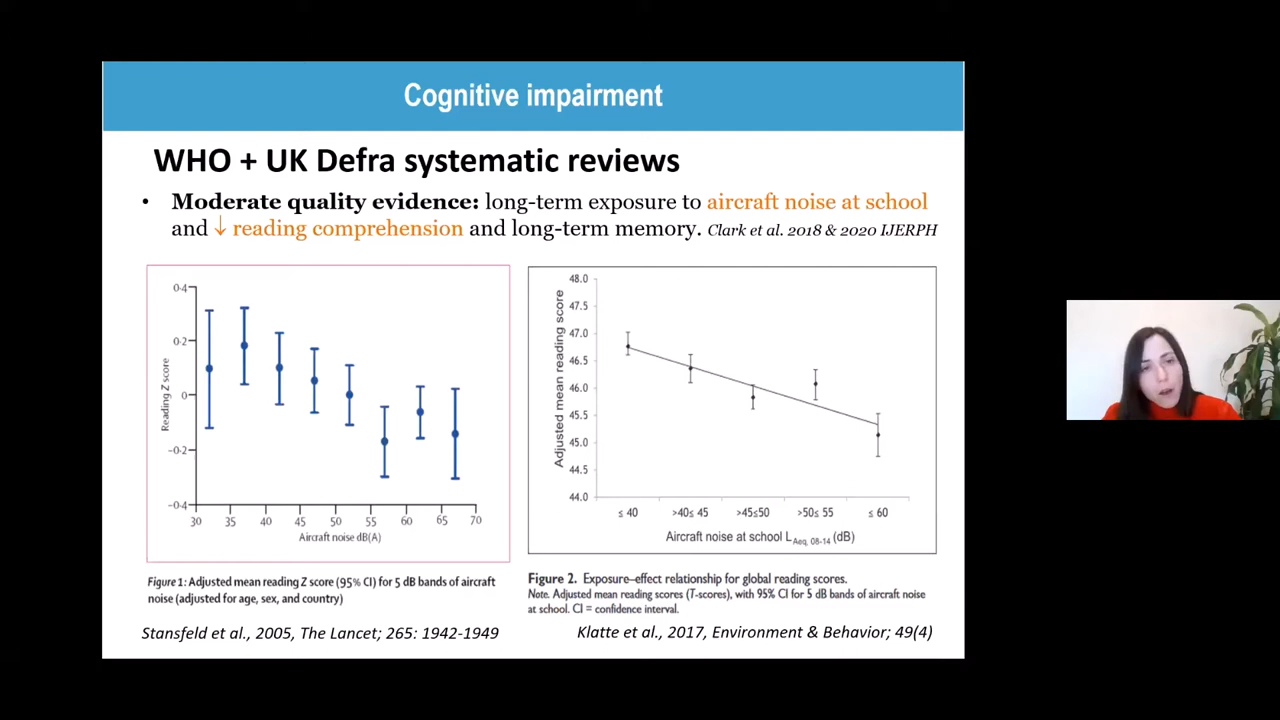 Cognitive impairment
WHO + UK Defra systematic reviews
• Moderate quality evidence: long-term exposure to aircraft noise at school
and ↓ reading comprehension and long-term memory. Clark et al. 2018 & 2020 IJERPH
Reading Z score
0·4
0·2
0
−0·2
−0·4
30 35 40 45 50 55 60 65 70
Aircraft noise dB(A)
Figure 1: Adjusted mean reading Z score (95% CI) for 5 dB bands of aircraft
noise (adjusted for age, sex, and country)
Stansfeld et al., 2005, The Lancet; 265: 1942-1949
Adjusted mean reading score
48.0
47.5
47.0
46.5
46.0
45.5
45.0
44.5
44.0
≤ 40 >40≤ 45 >45≤50 >50≤ 55 ≤ 60
Aircraft noise at school LAeq, 08-14 (dB)
Figure 2. Exposure–effect relationship for global reading scores.
Note. Adjusted mean reading scores (T-scores), with 95% CI for 5 dB bands of aircraft noise
at school. CI = confidence interval.
Klatte et al., 2017, Environment & Behavior; 49(4)